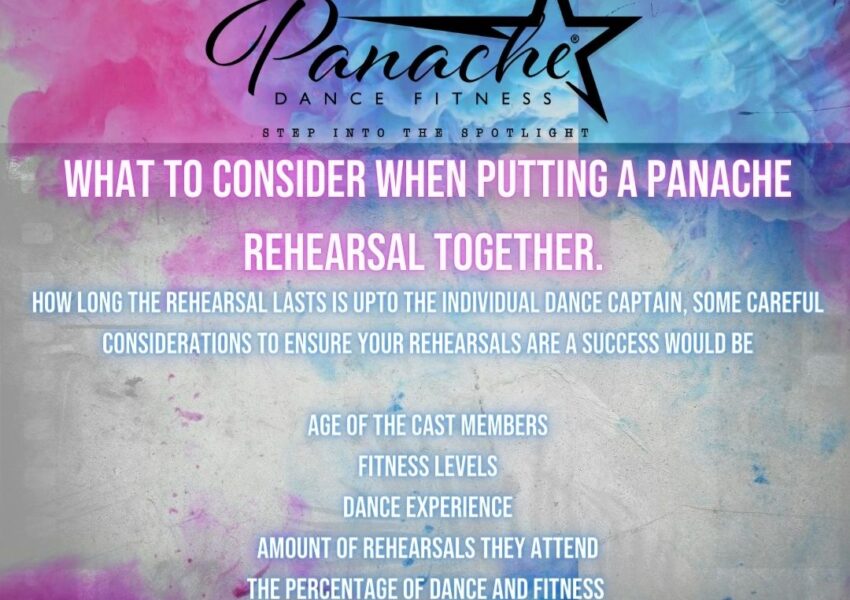 Panache®
DANCE FITNESS
STEP INTO THE SPOTLIGHT
WHAT TO CONSIDER WHEN PUTTING A PANACHE
REHEARSAL TOGETHER.
HOW LONG THE REHEARSAL LASTS IS UPTO THE INDIVIDUAL DANCE CAPTAIN, SOME CAREFUL
CONSIDERATIONS TO ENSURE YOUR REHEARSALS ARE A SUCCESS WOULD BE
AGE OF THE CAST MEMBERS
FITNESS LEVELS
DANCE EXPERIENCE
AMOUNT OF REHEARSALS THEY ATTEND
THE PERCENTAGE OF DANCE AND FITNESS